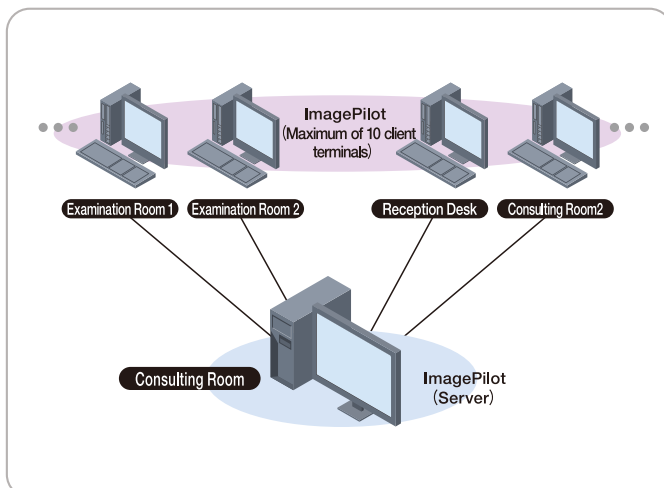 ImagePilot
(Maximum of 10 client
terminals)
Examination Room 1
Examination Room 2
Reception Desk
Consulting Room2
Consulting Room
ImagePilot
(Server)